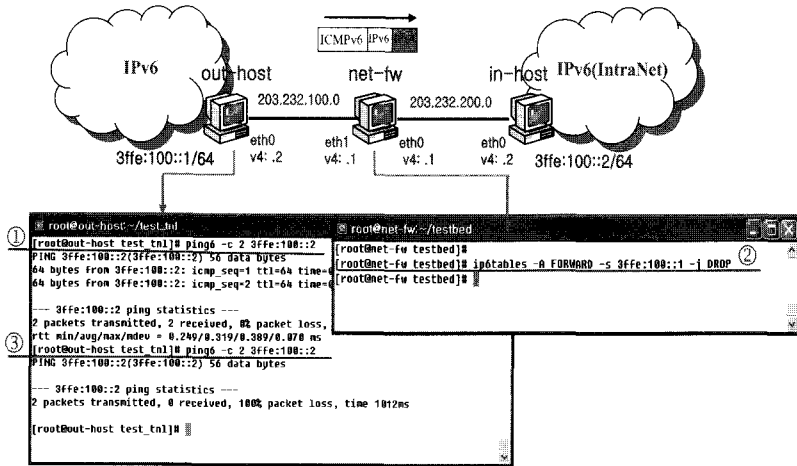 ICMPv6 IPv6
IPv6
out-host
net-fw
in-host
IPv6(IntraNet)
203.232.100.0
203.232.200.0
eth0
v4: .2
eth1
v4: .1
eth0
v4: .1
eth0
v4: .2
3ffe:100::1/64
3ffe:100::2/64
root@out-host:~/test_tnl
① [root@out-host test_tnl]# ping6 -c 2 3ffe:100::2
PING 3ffe:100::2(3ffe:100::2) 56 data bytes
64 bytes from 3ffe:100::2: icmp_seq=1 ttl=64 time=
64 bytes from 3ffe:100::2: icmp_seq=2 ttl=64 time=
--- 3ffe:100::2 ping statistics ---
2 packets transmitted, 2 received, 0% packet loss,
rtt min/avg/max/mdev = 0.249/0.319/0.389/0.070 ms
③ [root@out-host test_tnl]# ping6 -c 2 3ffe:100::2
PING 3ffe:100::2(3ffe:100::2) 56 data bytes
--- 3ffe:100::2 ping statistics ---
2 packets transmitted, 0 received, 100% packet loss, time 1012ms
[root@out-host test_tnl]#
root@net-fw:~/testbed
[root@net-fw testbed]#
[root@net-fw testbed]# ip6tables -A FORWARD -s 3ffe:100::1 -j DROP ②
[root@net-fw testbed]#